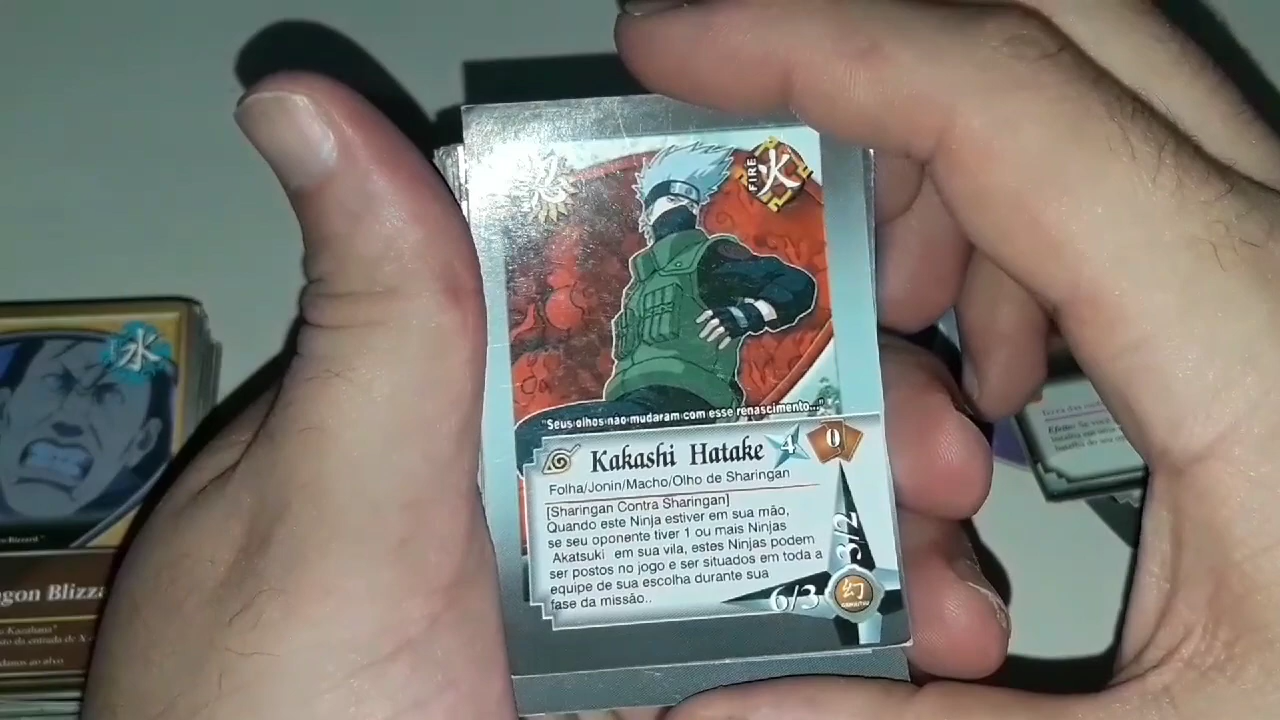 FIRE
火
"Seus olhos não mudaram com esse renascimento..."
Kakashi Hatake
4
0
Folha/Jonin/Macho/Olho de Sharingan
[Sharingan Contra Sharingan]
Quando este Ninja estiver em sua mão,
se seu oponente tiver 1 ou mais Ninjas
Akatsuki em sua vila, estes Ninjas podem
ser postos no jogo e ser situados em toda a
equipe de sua escolha durante sua
fase da missão..
3/2
6/3
幻
水
gon Blizza